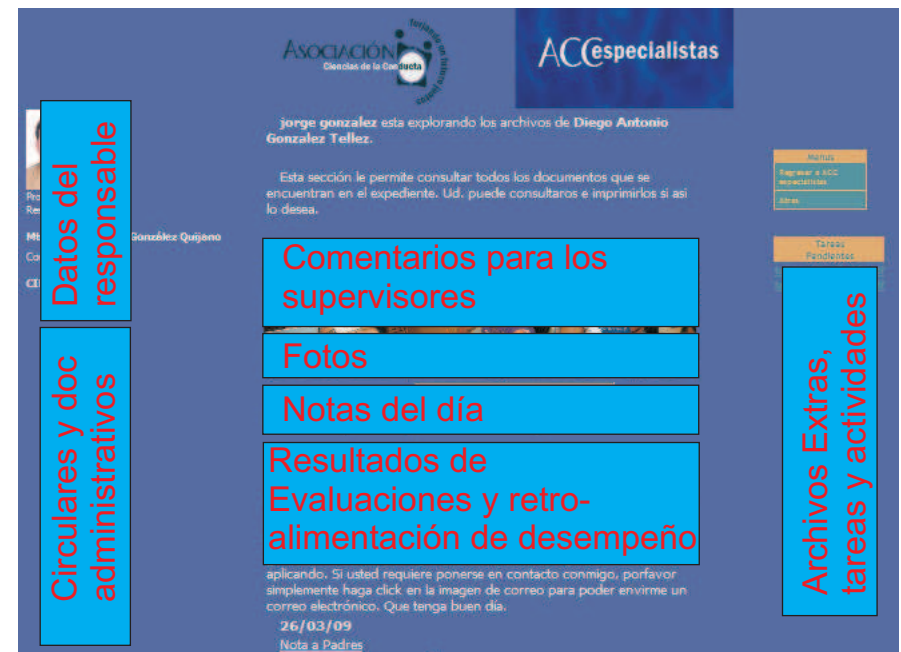 Asociación
Ciencias de la Conducta
forjando un futuro juntos
ACCespecialistas
jorge gonzalez esta explorando los archivos de Diego Antonio
Gonzalez Tellez.
Esta sección le permite consultar todos los documentos que se
encuentran en el expediente. Ud. puede consultaros e imprimirlos si asi
lo desea.
Datos del
responsable
González Quijano
Circulares y doc
administrativos
Comentarios para los
supervisores
Fotos
Notas del día
Resultados de
Evaluaciones y retro-
alimentación de desempeño
aplicando. Si usted requiere ponerse en contacto conmigo, porfavor
simplemente haga click en la imagen de correo para poder envirme un
correo electrónico. Que tenga buen día.
26/03/09
Nota a Padres
Menus
Regresar a ACC
especialistas
Tareas
Pendientes
Archivos Extras,
tareas y actividades